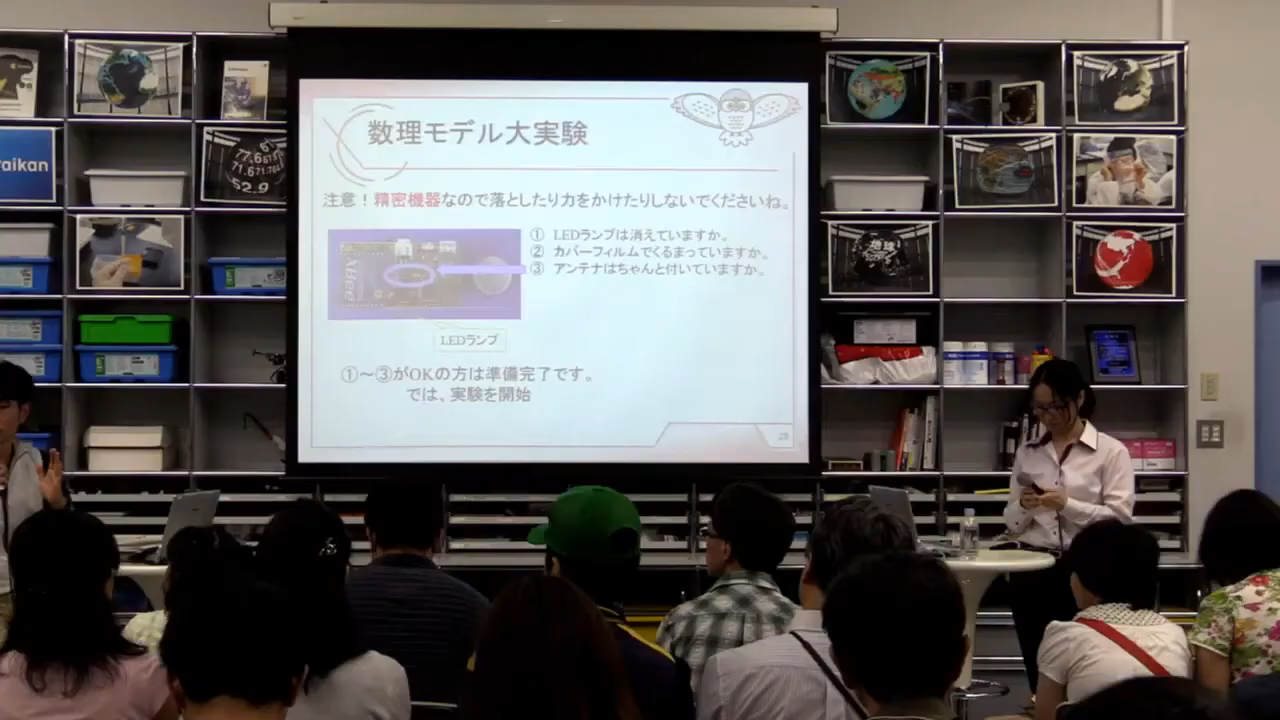 数理モデル大実験
注意！精密機器なので落としたり力をかけたりしないでくださいね。
① LEDランプは消えていますか。
② カバーフィルムでくるまっていますか。
③ アンテナはちゃんと付いていますか。
XBee
LEDランプ
①～③がOKの方は準備完了です。
では、実験を開始
raikan
77.6
52.9
地球